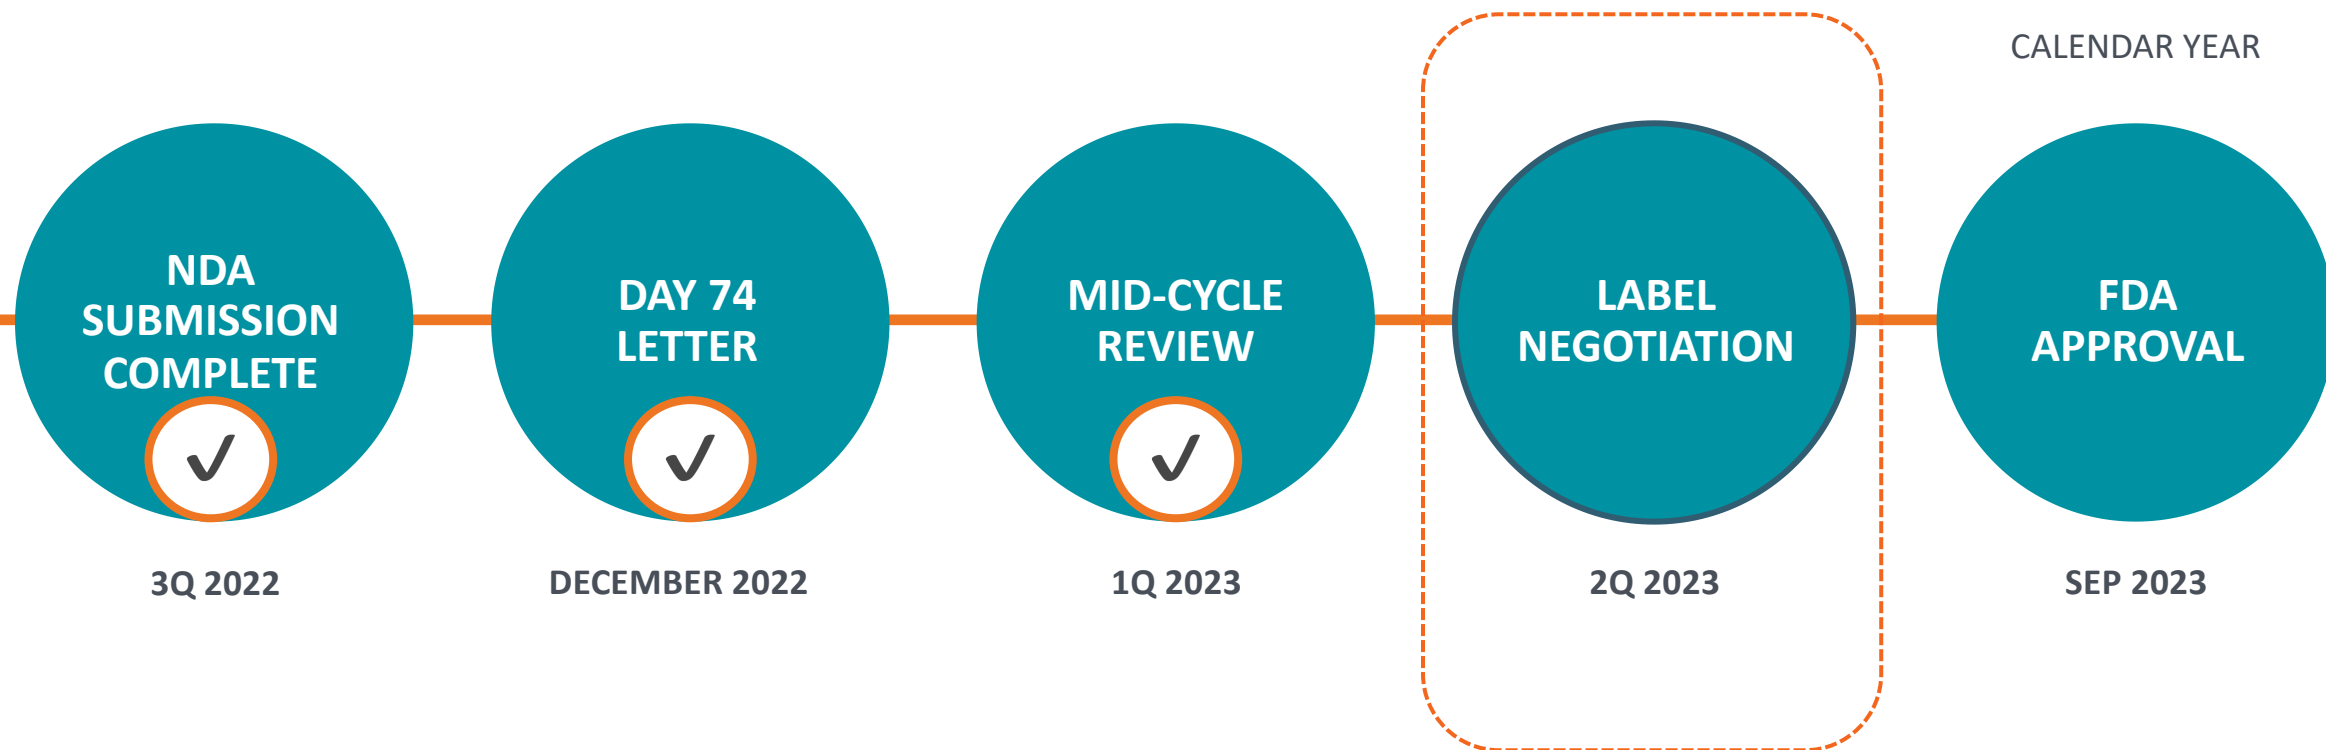 CALENDAR YEAR
NDA
SUBMISSION
COMPLETE
3Q 2022
DAY 74
LETTER
DECEMBER 2022
MID-CYCLE
REVIEW
1Q 2023
LABEL
NEGOTIATION
2Q 2023
FDA
APPROVAL
SEP 2023